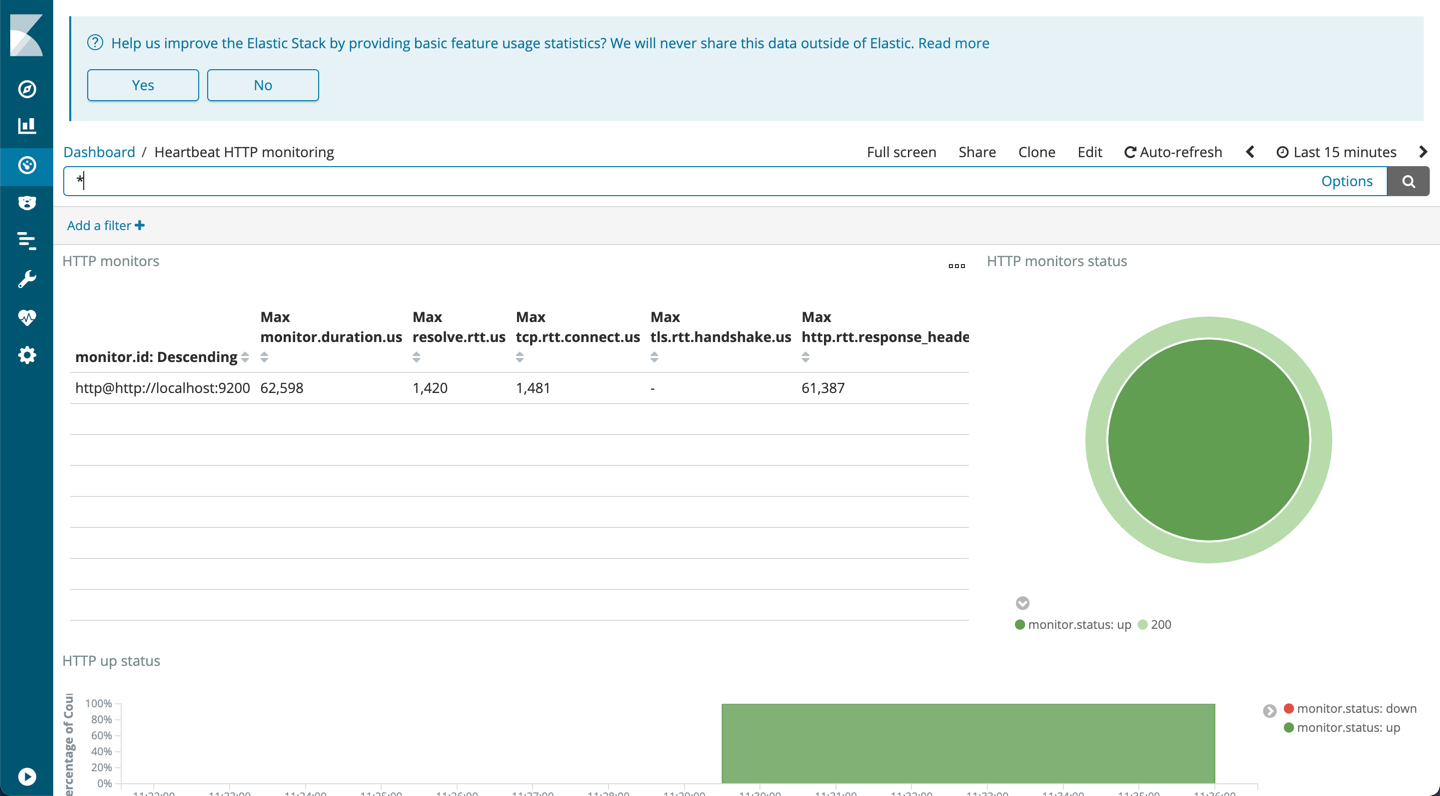 Help us improve the Elastic Stack by providing basic feature usage statistics? We will never share this data outside of Elastic. Read more
Yes No
Dashboard / Heartbeat HTTP monitoring Full screen Share Clone Edit Auto-refresh Last 15 minutes
* Options
Add a filter
HTTP monitors
HTTP monitors status
Max Max Max Max Max
monitor.duration.us resolve.rtt.us tcp.rtt.connect.us tls.rtt.handshake.us http.rtt.response_heade
monitor.id: Descending
http@http://localhost:9200 62,598 1,420 1,481 - 61,387
monitor.status: up 200
HTTP up status
ercentage of Cou
100%
80%
60%
40%
20%
0%
monitor.status: down
monitor.status: up